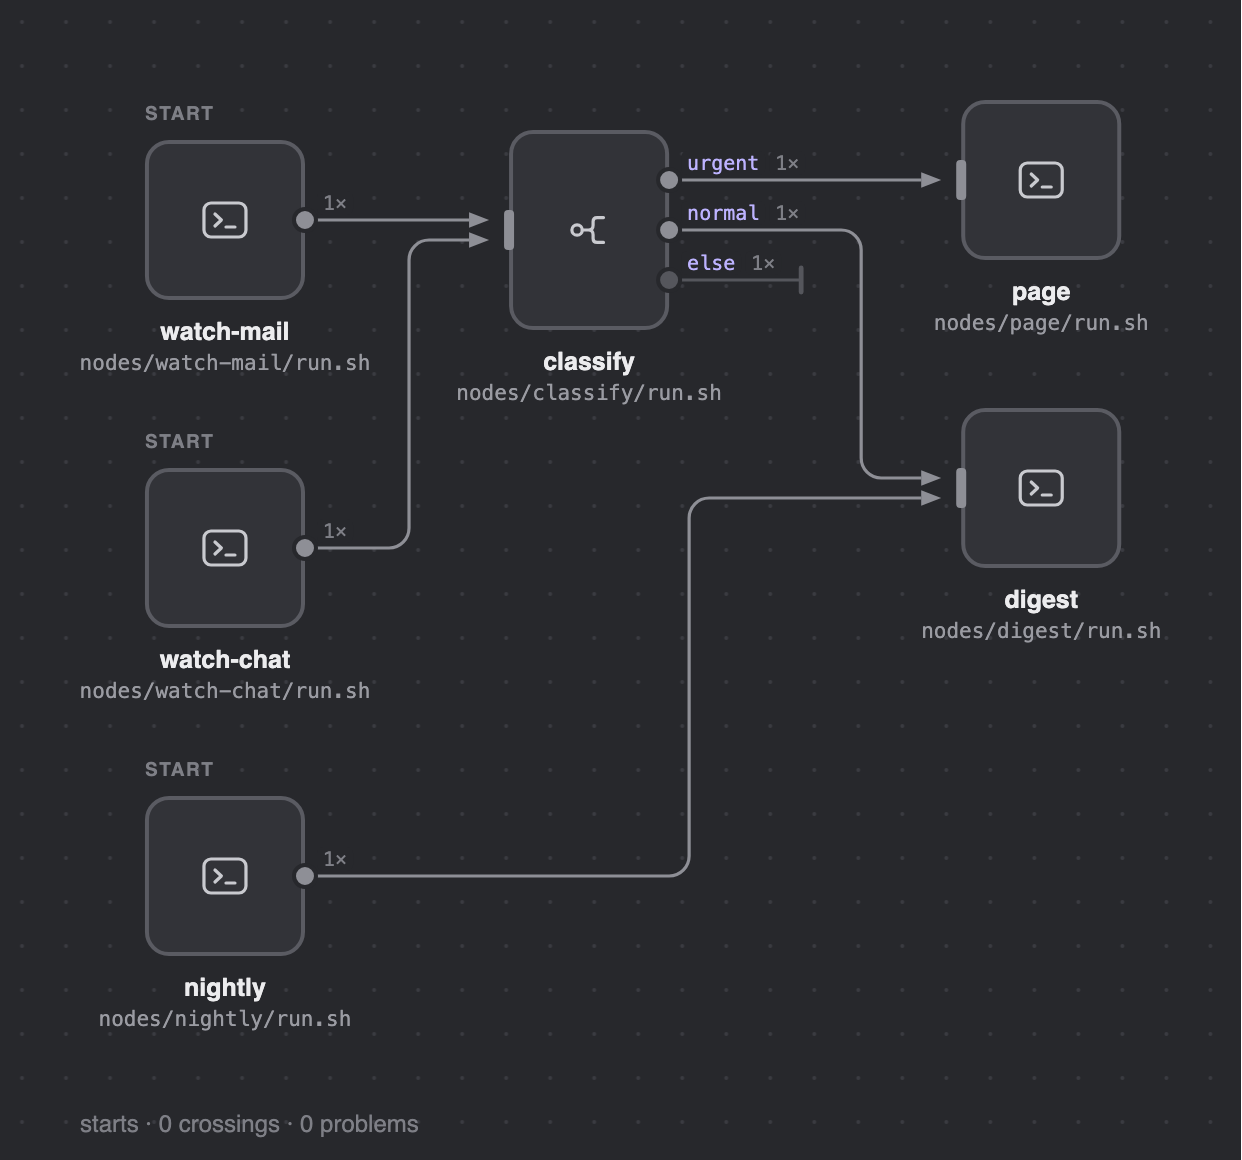 START
1×
watch-mail
nodes/watch-mail/run.sh
urgent 1×
normal 1×
else 1×
classify
nodes/classify/run.sh
page
nodes/page/run.sh
START
1×
watch-chat
nodes/watch-chat/run.sh
digest
nodes/digest/run.sh
START
1×
nightly
nodes/nightly/run.sh
starts · 0 crossings · 0 problems